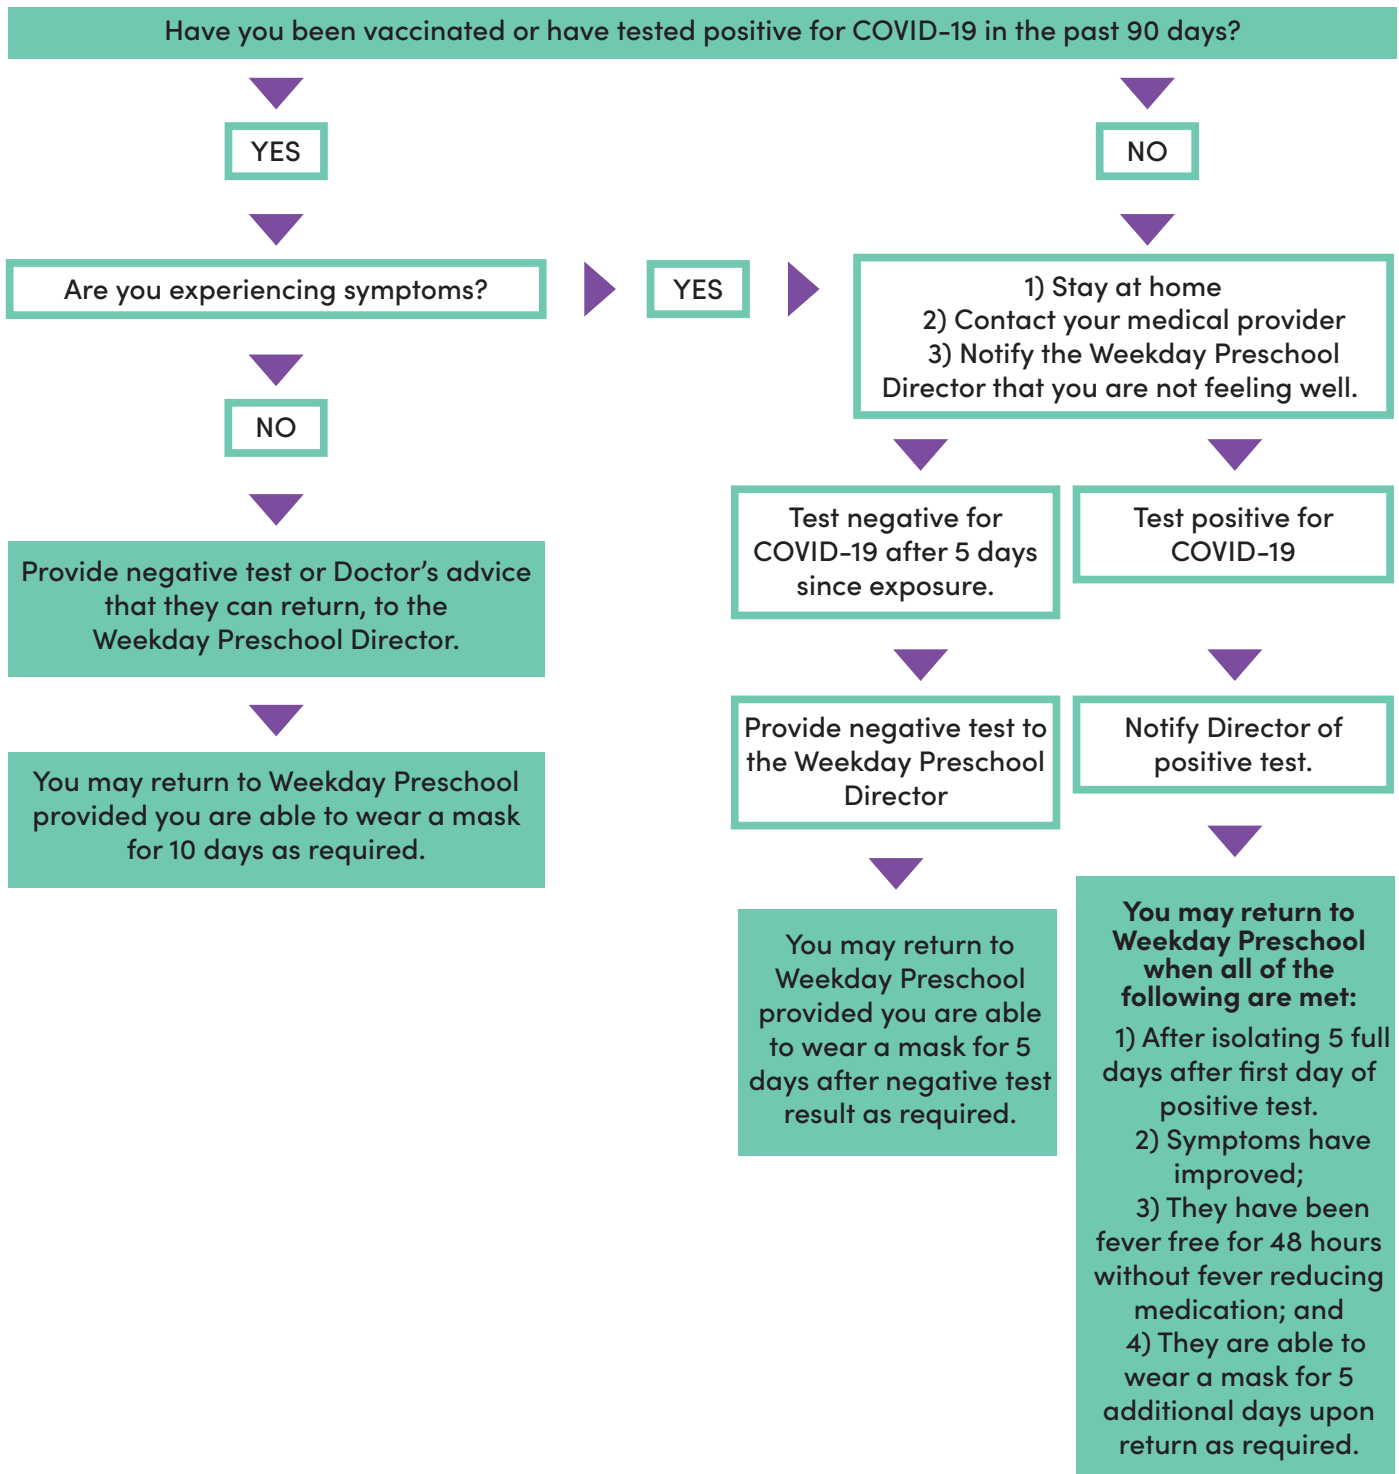 Have you been vaccinated or have tested positive for COVID-19 in the past 90 days?
YES
NO
Are you experiencing symptoms?
YES
1) Stay at home
2) Contact your medical provider
3) Notify the Weekday Preschool
Director that you are not feeling well.
NO
Provide negative test or Doctor’s advice
that they can return, to the
Weekday Preschool Director.
You may return to Weekday Preschool
provided you are able to wear a mask
for 10 days as required.
Test negative for
COVID-19 after 5 days
since exposure.
Provide negative test to
the Weekday Preschool
Director
You may return to
Weekday Preschool
provided you are able
to wear a mask for 5
days after negative test
result as required.
Test positive for
COVID-19
Notify Director of
positive test.
You may return to
Weekday Preschool
when all of the
following are met:
1) After isolating 5 full
days after first day of
positive test.
2) Symptoms have
improved;
3) They have been
fever free for 48 hours
without fever reducing
medication; and
4) They are able to
wear a mask for 5
additional days upon
return as required.